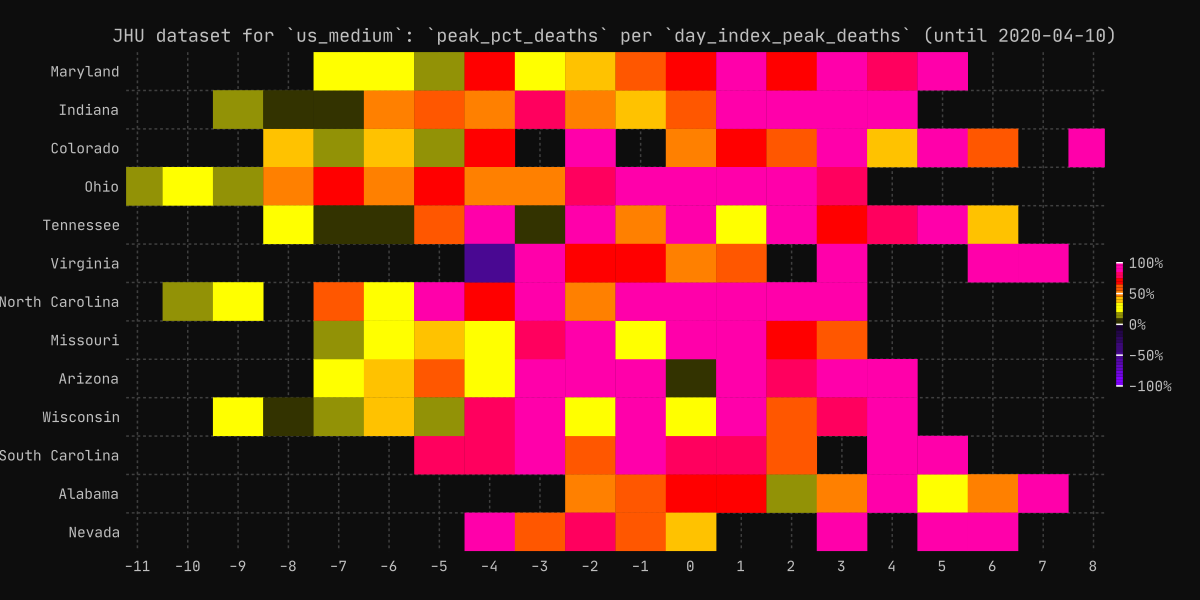 JHU dataset for `us_medium`: `peak_pct_deaths` per `day_index_peak_deaths` (until 2020-04-10)
Maryland
Indiana
Colorado
Ohio
Tennessee
Virginia
North Carolina
Missouri
Arizona
Wisconsin
South Carolina
Alabama
Nevada
-11 -10 -9 -8 -7 -6 -5 -4 -3 -2 -1 0 1 2 3 4 5 6 7 8
100%
50%
0%
-50%
-100%